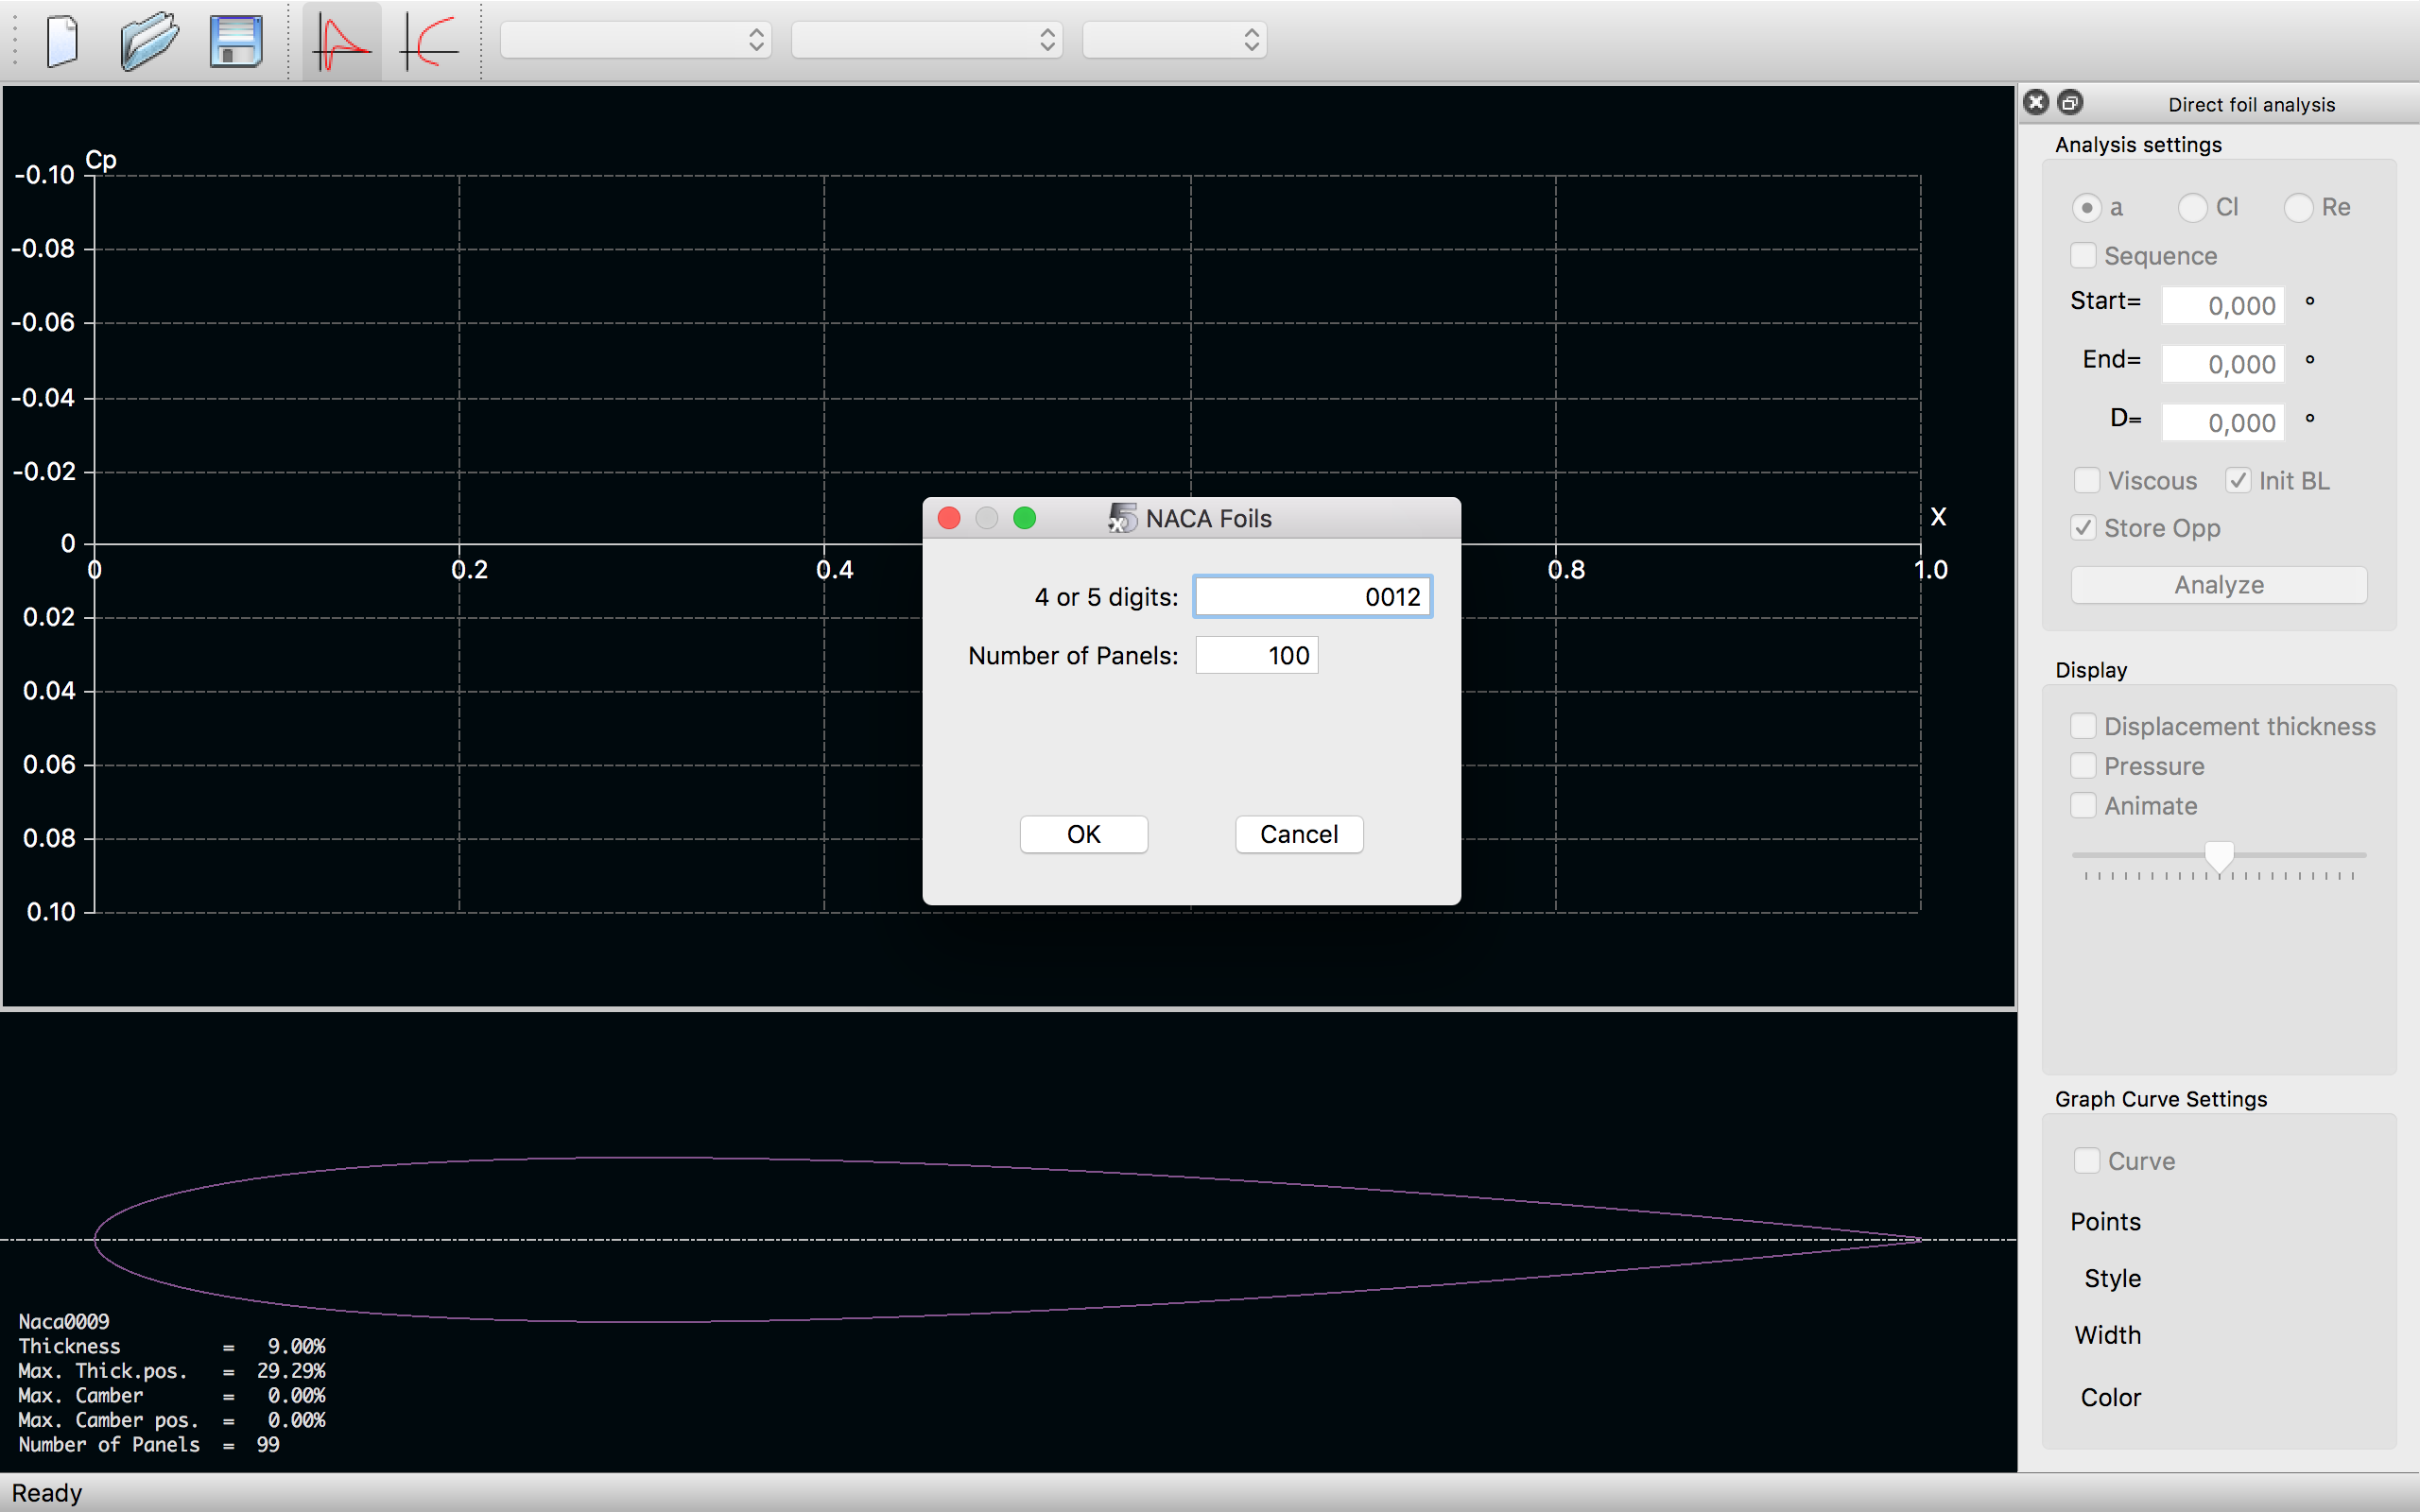 Direct foil analysis
Analysis settings
a Cl Re
Sequence
Start= 0,000 °
End= 0,000 °
D= 0,000 °
Viscous Init BL
Store Opp
Analyze
Display
Displacement thickness
Pressure
Animate
Graph Curve Settings
Curve
Points
Style
Width
Color
Cp
-0.10
-0.08
-0.06
-0.04
-0.02
0
0.02
0.04
0.06
0.08
0.10
X
0 0.2 0.4 0.8 1.0
NACA Foils
4 or 5 digits: 0012
Number of Panels: 100
OK Cancel
Naca0009
Thickness = 9.00%
Max. Thick.pos. = 29.29%
Max. Camber = 0.00%
Max. Camber pos. = 0.00%
Number of Panels = 99
Ready